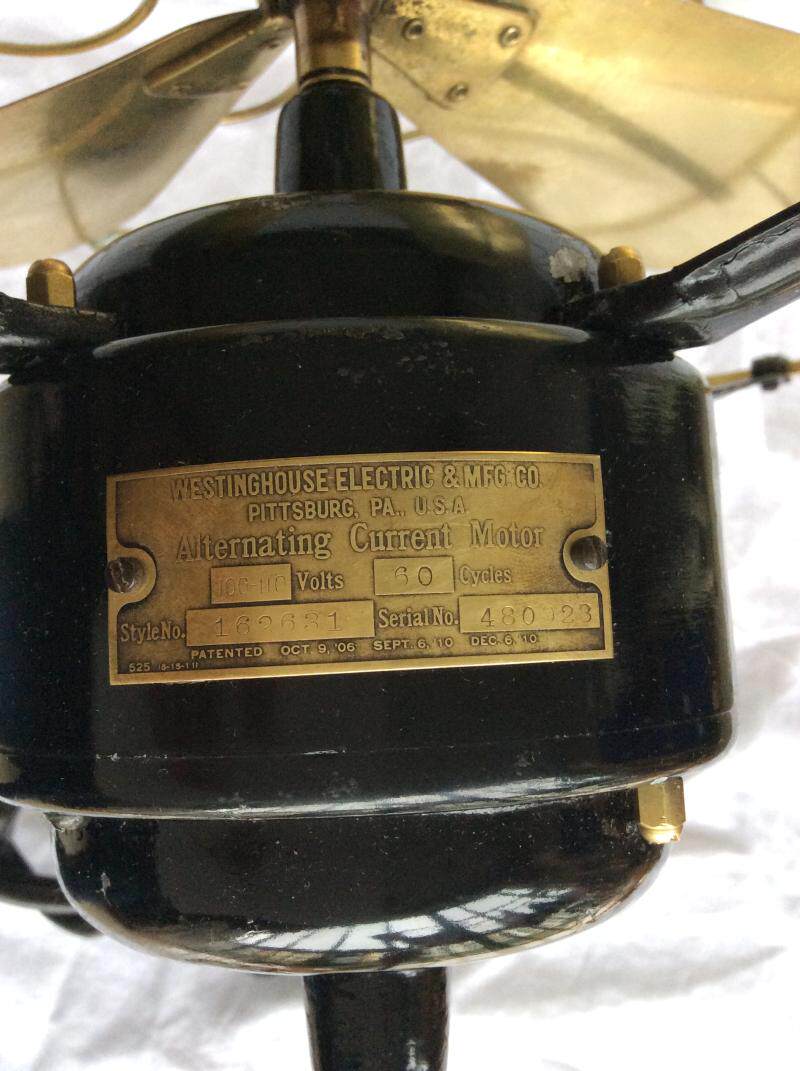 WESTINGHOUSE ELECTRIC & MFG. CO.
PITTSBURG, PA., U.S.A.
Alternating Current Motor
100-110 Volts 60 Cycles
Style No. 162631 Serial No. 480923
PATENTED OCT. 9, '06 SEPT. 6, '10 DEC. 6, '10
525